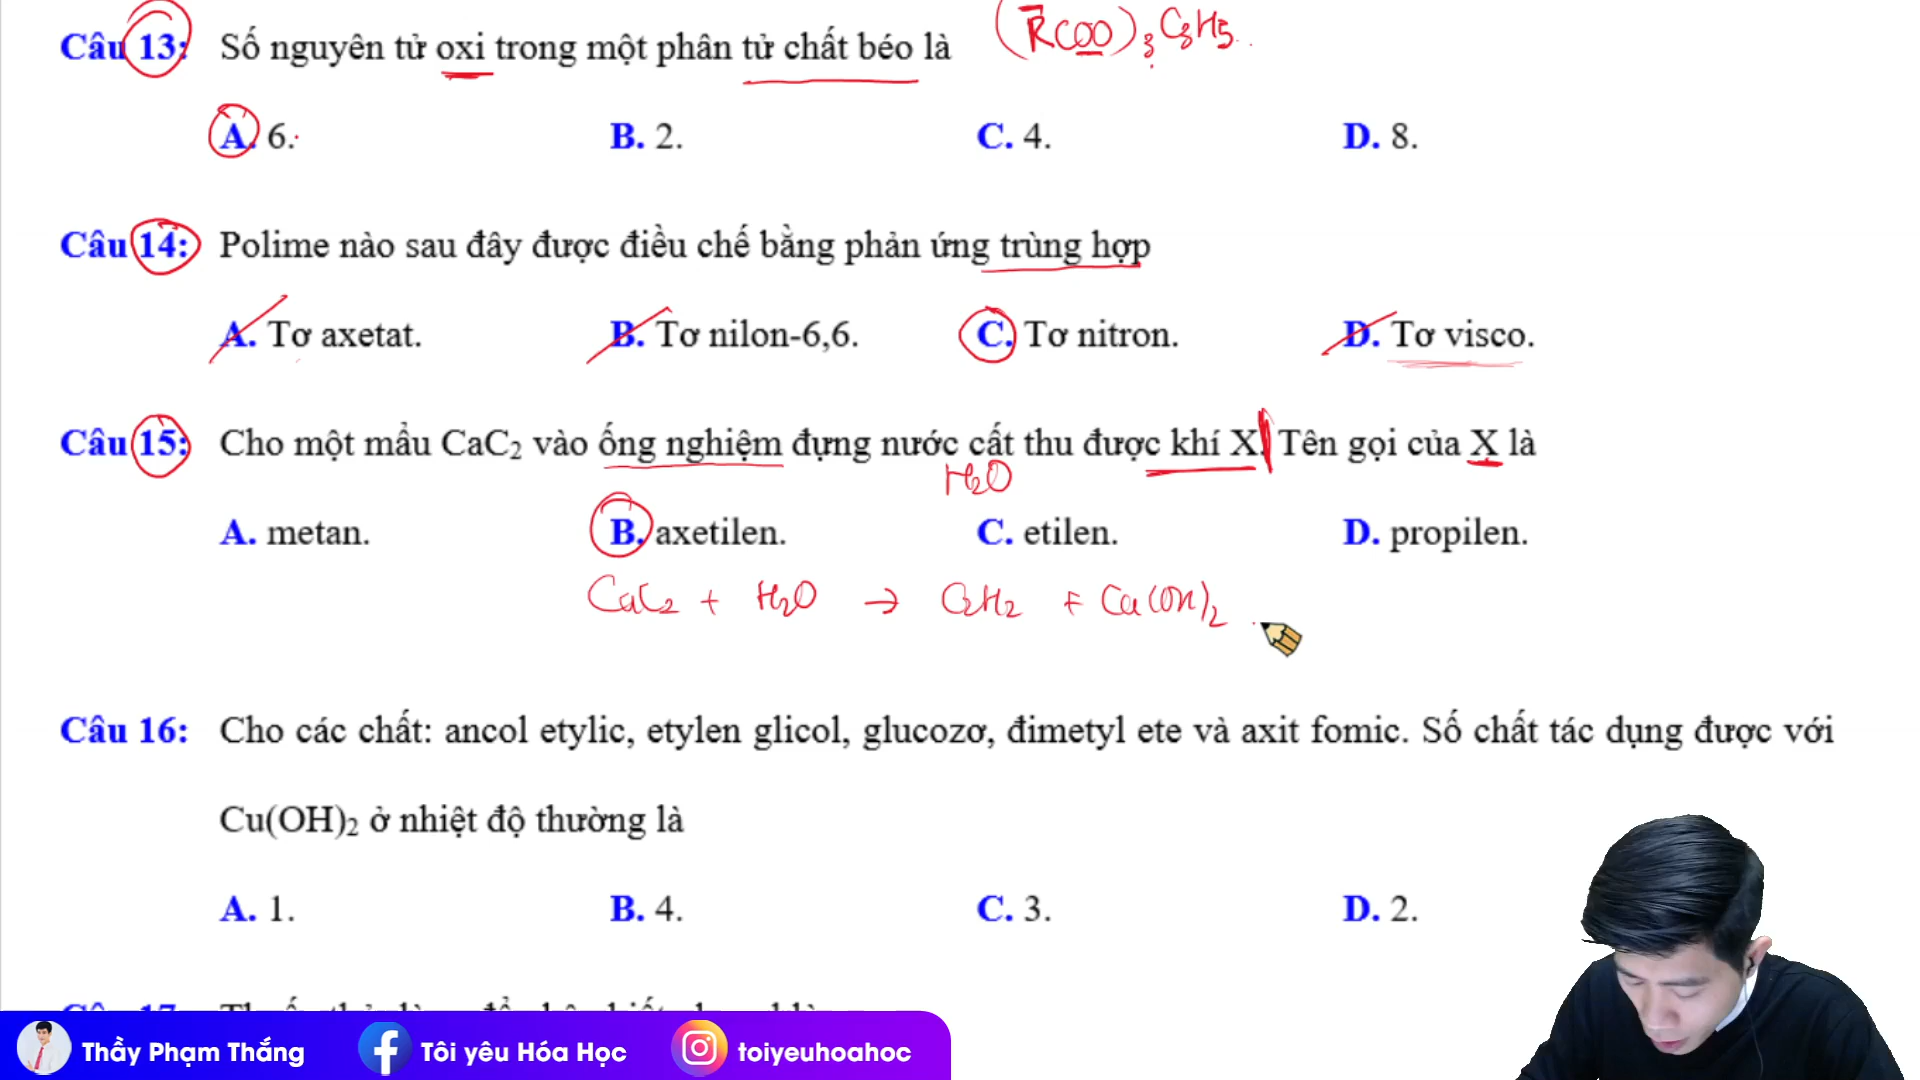 Câu 13: Số nguyên tử oxi trong một phân tử chất béo là (R̄COO)₃C₃H₅.
A. 6. B. 2. C. 4. D. 8.
Câu 14: Polime nào sau đây được điều chế bằng phản ứng trùng hợp
A. Tơ axetat. B. Tơ nilon-6,6. C. Tơ nitron. D. Tơ visco.
Câu 15: Cho một mẩu CaC₂ vào ống nghiệm đựng nước cất thu được khí X. Tên gọi của X là
H₂O
A. metan. B. axetilen. C. etilen. D. propilen.
CaC₂ + H₂O → C₂H₂ + Ca(OH)₂
Câu 16: Cho các chất: ancol etylic, etylen glicol, glucozơ, đimetyl ete và axit fomic. Số chất tác dụng được với
Cu(OH)₂ ở nhiệt độ thường là
A. 1. B. 4. C. 3. D. 2.
Thầy Phạm Thắng Tôi yêu Hóa Học toiyeuhoahoc